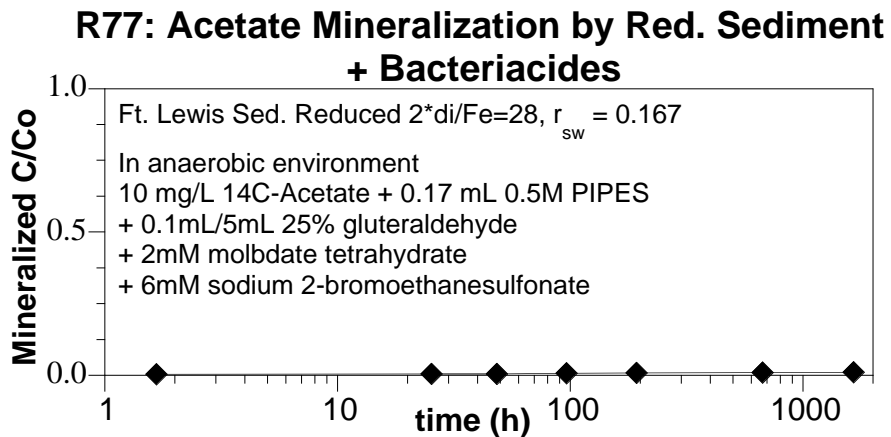 R77: Acetate Mineralization by Red. Sediment
+ Bacteriacides
Mineralized C/Co
1.0
0.5
0.0
Ft. Lewis Sed. Reduced 2*di/Fe=28, r_sw = 0.167
In anaerobic environment
10 mg/L 14C-Acetate + 0.17 mL 0.5M PIPES
+ 0.1mL/5mL 25% gluteraldehyde
+ 2mM molbdate tetrahydrate
+ 6mM sodium 2-bromoethanesulfonate
1 10 100 1000
time (h)